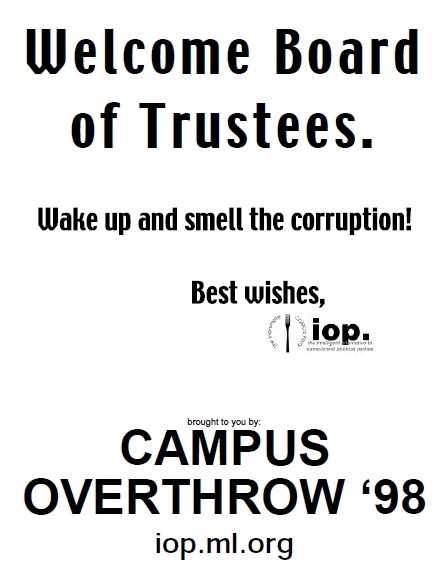 Welcome Board
of Trustees.
Wake up and smell the corruption!
Best wishes,
iop.
the intelligent alternative to
name-brand political parties
brought to you by:
CAMPUS
OVERTHROW ‘98
iop.ml.org